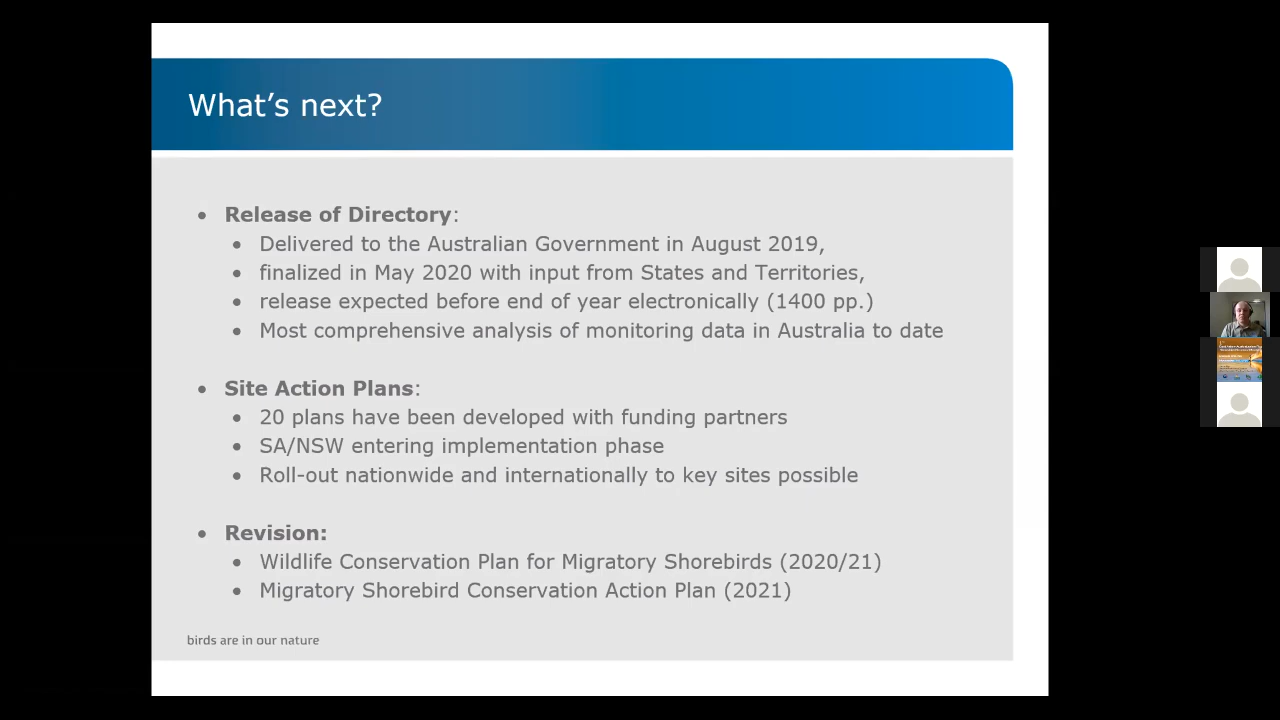 What's next?
• Release of Directory:
• Delivered to the Australian Government in August 2019,
• finalized in May 2020 with input from States and Territories,
• release expected before end of year electronically (1400 pp.)
• Most comprehensive analysis of monitoring data in Australia to date
• Site Action Plans:
• 20 plans have been developed with funding partners
• SA/NSW entering implementation phase
• Roll-out nationwide and internationally to key sites possible
• Revision:
• Wildlife Conservation Plan for Migratory Shorebirds (2020/21)
• Migratory Shorebird Conservation Action Plan (2021)
birds are in our nature